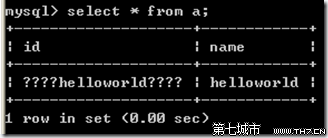 mysql> select * from a;
+--------------------+------------+
| id                 | name       |
+--------------------+------------+
| ????helloworld???? | helloworld |
+--------------------+------------+
1 row in set (0.00 sec)
第七城市
WWW.TH7.CN